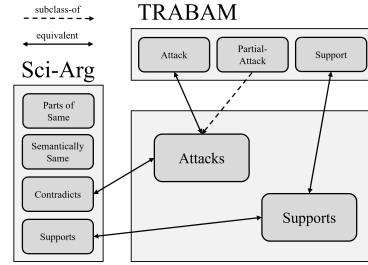 subclass-of
equivalent
TRABAM
Attack
Partial-
Attack
Support
Sci-Arg
Parts of
Same
Semantically
Same
Contradicts
Supports
Attacks
Supports